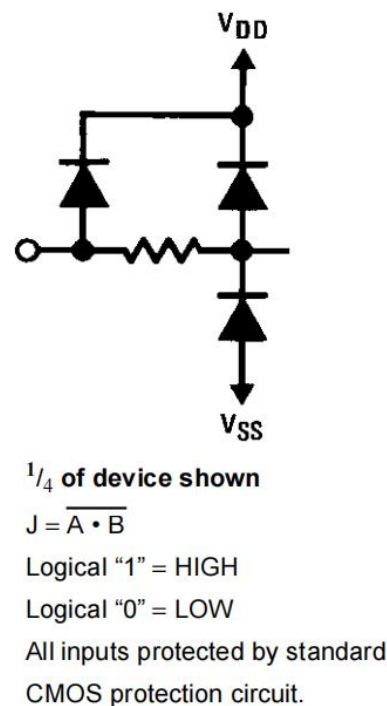 VDD
VSS
1/4 of device shown
J = A • B
Logical “1” = HIGH
Logical “0” = LOW
All inputs protected by standard
CMOS protection circuit.